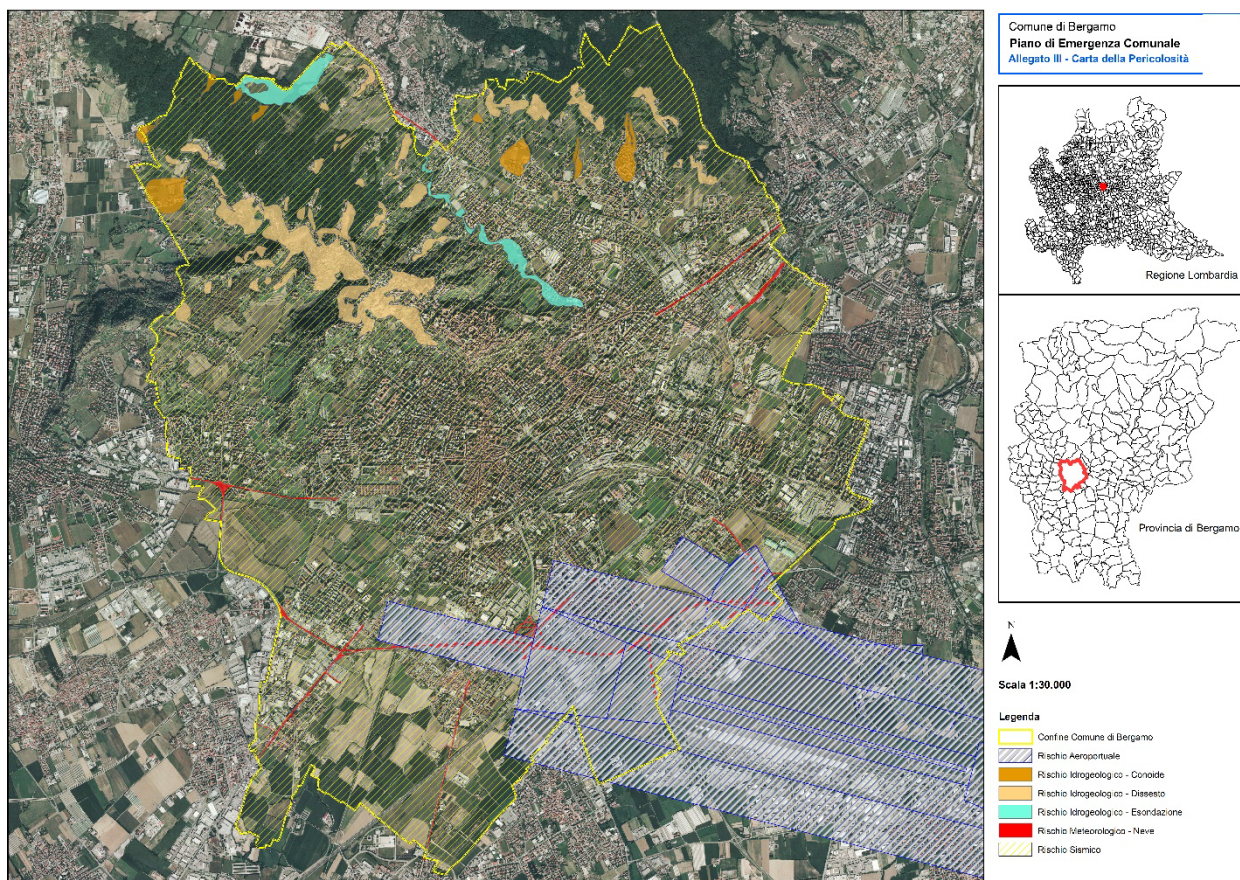 Comune di Bergamo
Piano di Emergenza Comunale
Allegato III - Carta della Pericolosità
Regione Lombardia
Provincia di Bergamo
N
Scala 1:30.000
Legenda
Confine Comune di Bergamo
Rischio Aeroportuale
Rischio Idrogeologico - Conoide
Rischio Idrogeologico - Dissesto
Rischio Idrogeologico - Esondazione
Rischio Meteorologico - Neve
Rischio Sismico